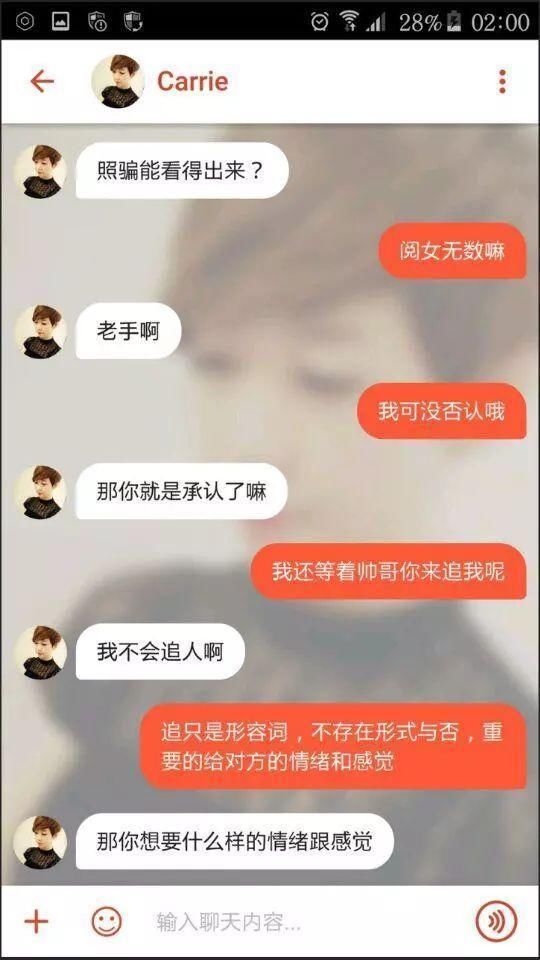 28% 02:00
Carrie
照骗能看得出来？
阅女无数嘛
老手啊
我可没否认哦
那你就是承认了嘛
我还等着帅哥你来追我呢
我不会追人啊
追只是形容词，不存在形式与否，重
要的给对方的情绪和感觉
那你想要什么样的情绪跟感觉
输入聊天内容...